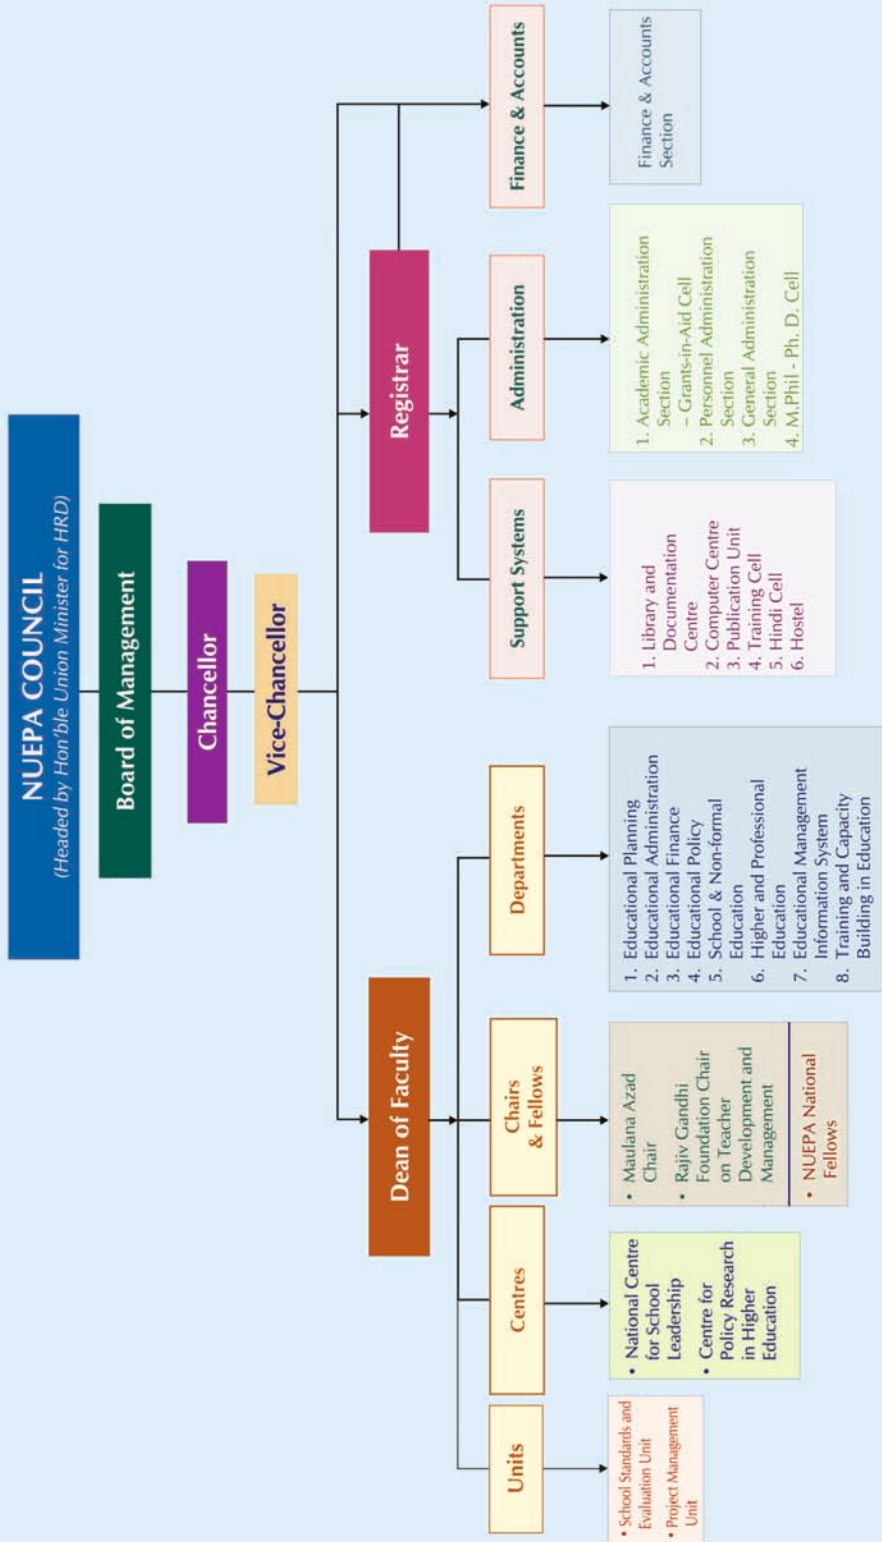 NUEPA COUNCIL
(Headed by Hon'ble Union Minister for HRD)
Board of Management
Chancellor
Vice-Chancellor
Dean of Faculty
Registrar
Units
Centres
Chairs
& Fellows
Departments
Support Systems
Administration
Finance & Accounts
• School Standards and
Evaluation Unit
• Project Management
Unit
• National Centre
for School
Leadership
• Centre for
Policy Research
in Higher
Education
• Maulana Azad
Chair
• Rajiv Gandhi
Foundation Chair
on Teacher
Development and
Management
• NUEPA National
Fellows
1. Educational Planning
2. Educational Administration
3. Educational Finance
4. Educational Policy
5. School & Non-formal
Education
6. Higher and Professional
Education
7. Educational Management
Information System
8. Training and Capacity
Building in Education
1. Library and
Documentation
Centre
2. Computer Centre
3. Publication Unit
4. Training Cell
5. Hindi Cell
6. Hostel
1. Academic Administration
Section
– Grants-in-Aid Cell
2. Personnel Administration
Section
3. General Administration
Section
4. M.Phil - Ph. D. Cell
Finance & Accounts
Section